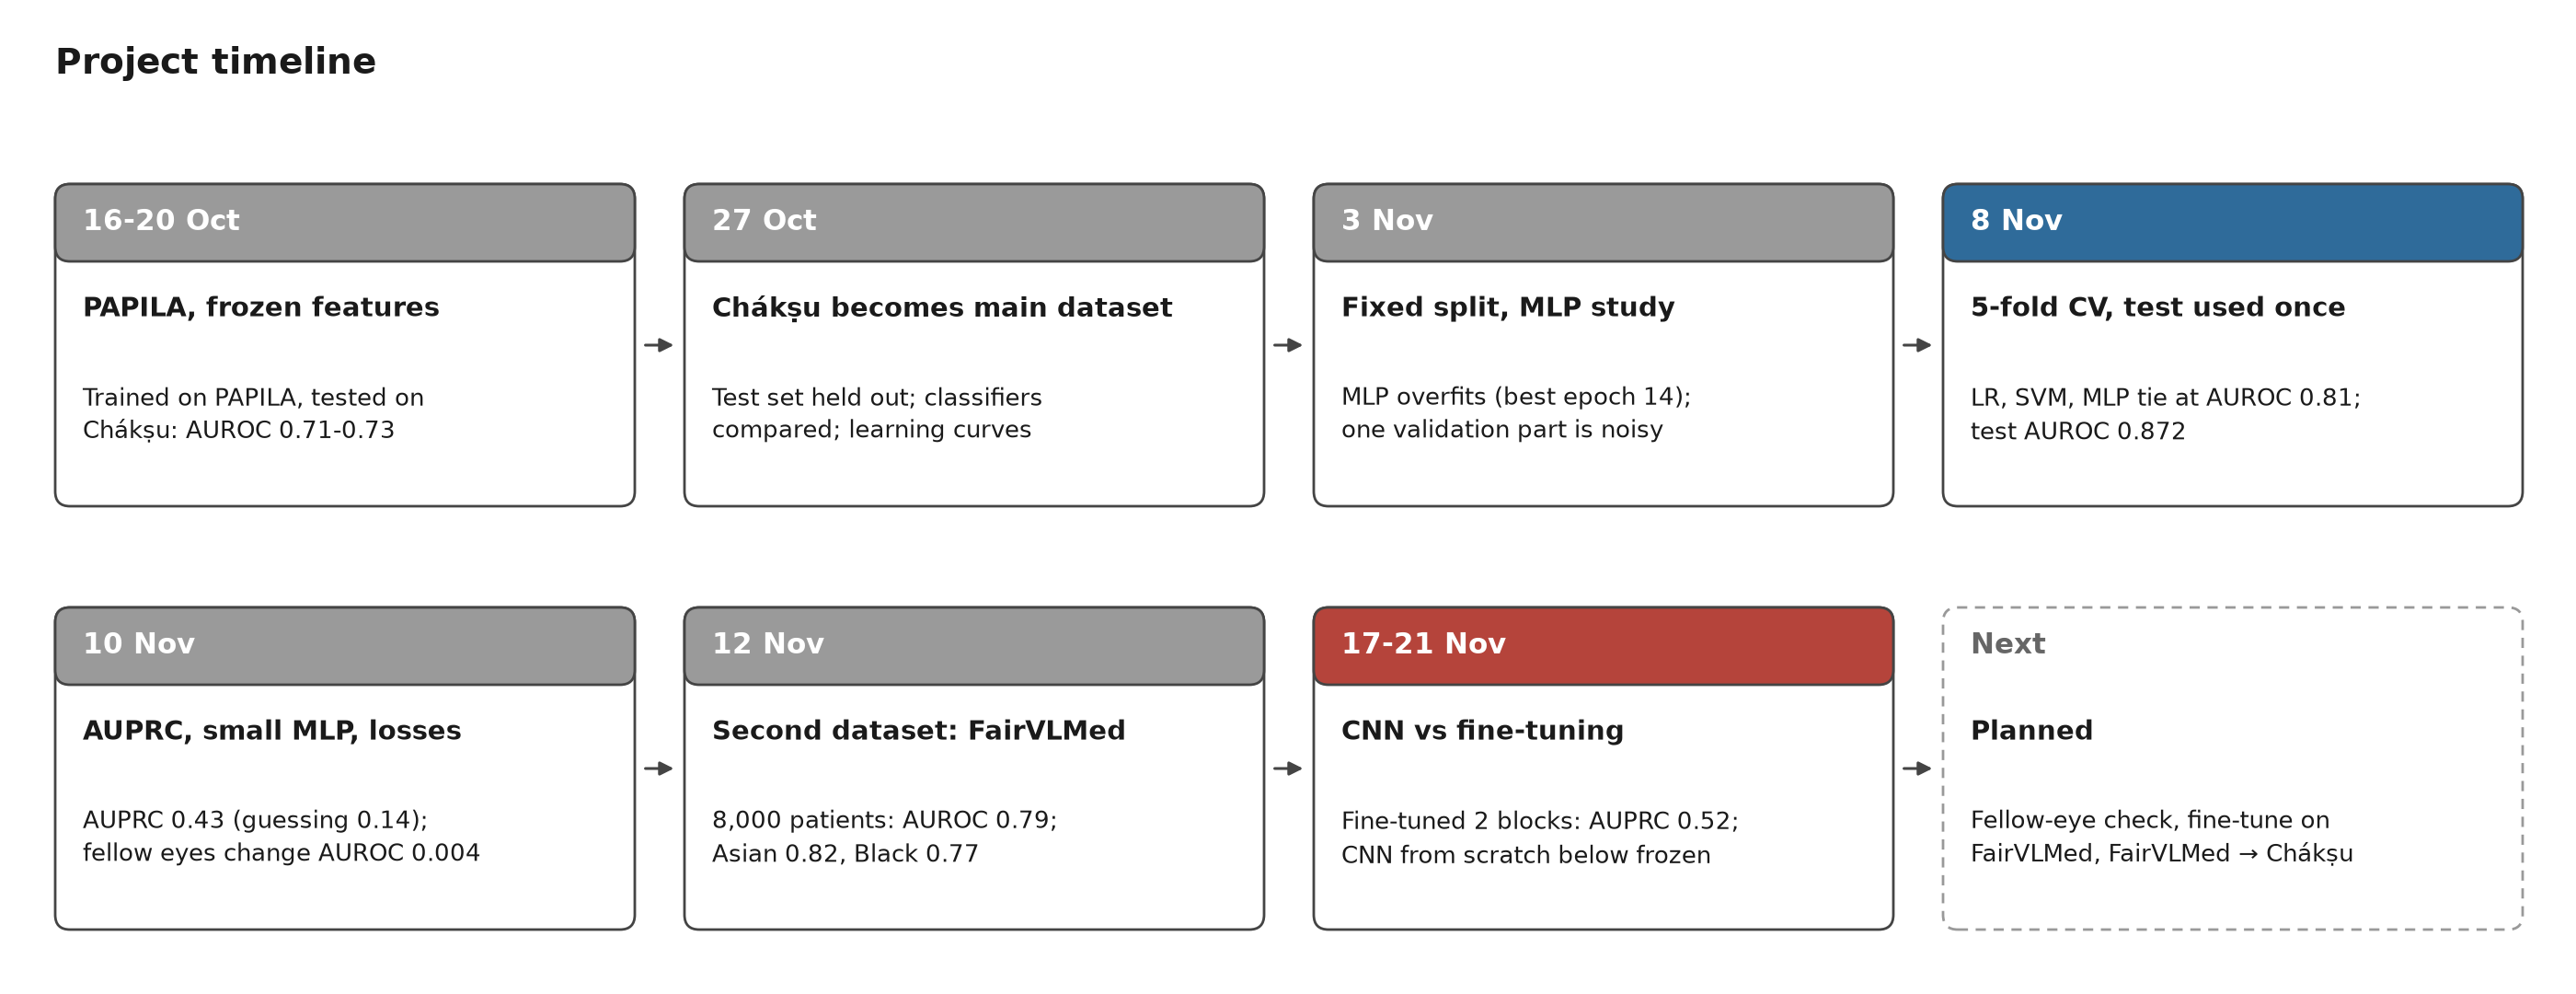 Project timeline
16-20 Oct
PAPILA, frozen features
Trained on PAPILA, tested on
Chákṣu: AUROC 0.71-0.73
27 Oct
Chákṣu becomes main dataset
Test set held out; classifiers
compared; learning curves
3 Nov
Fixed split, MLP study
MLP overfits (best epoch 14);
one validation part is noisy
8 Nov
5-fold CV, test used once
LR, SVM, MLP tie at AUROC 0.81;
test AUROC 0.872
10 Nov
AUPRC, small MLP, losses
AUPRC 0.43 (guessing 0.14);
fellow eyes change AUROC 0.004
12 Nov
Second dataset: FairVLMed
8,000 patients: AUROC 0.79;
Asian 0.82, Black 0.77
17-21 Nov
CNN vs fine-tuning
Fine-tuned 2 blocks: AUPRC 0.52;
CNN from scratch below frozen
Next
Planned
Fellow-eye check, fine-tune on
FairVLMed, FairVLMed → Chákṣu